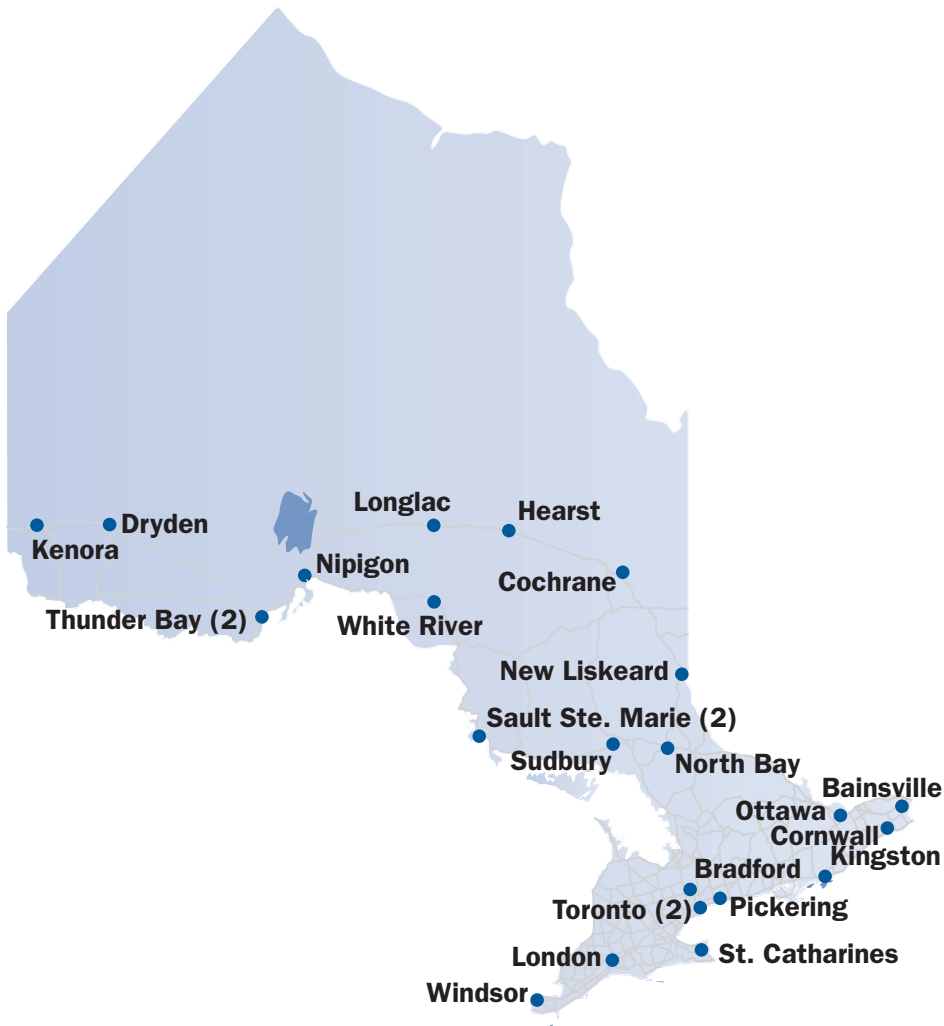 Longlac
Hearst
Dryden
Kenora
Nipigon
Cochrane
Thunder Bay (2)
White River
New Liskeard
Sault Ste. Marie (2)
Sudbury
North Bay
Bainsville
Ottawa
Cornwall
Kingston
Bradford
Toronto (2)
Pickering
St. Catharines
London
Windsor